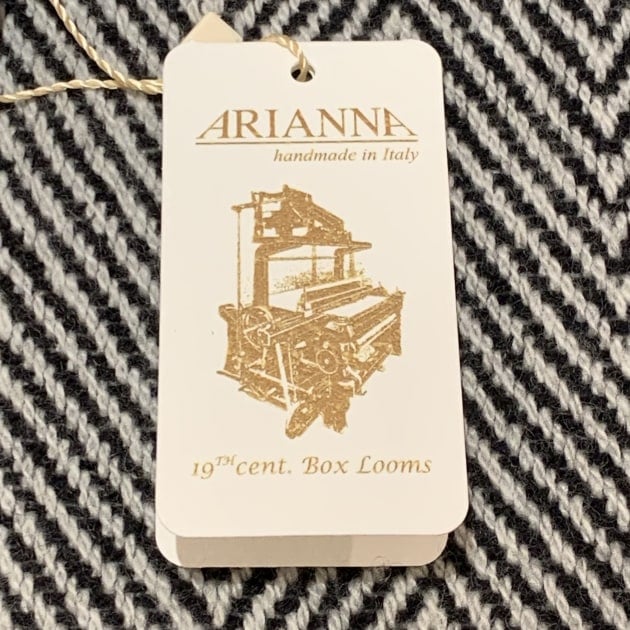 ARIANNA
handmade in Italy
19TH cent. Box Looms